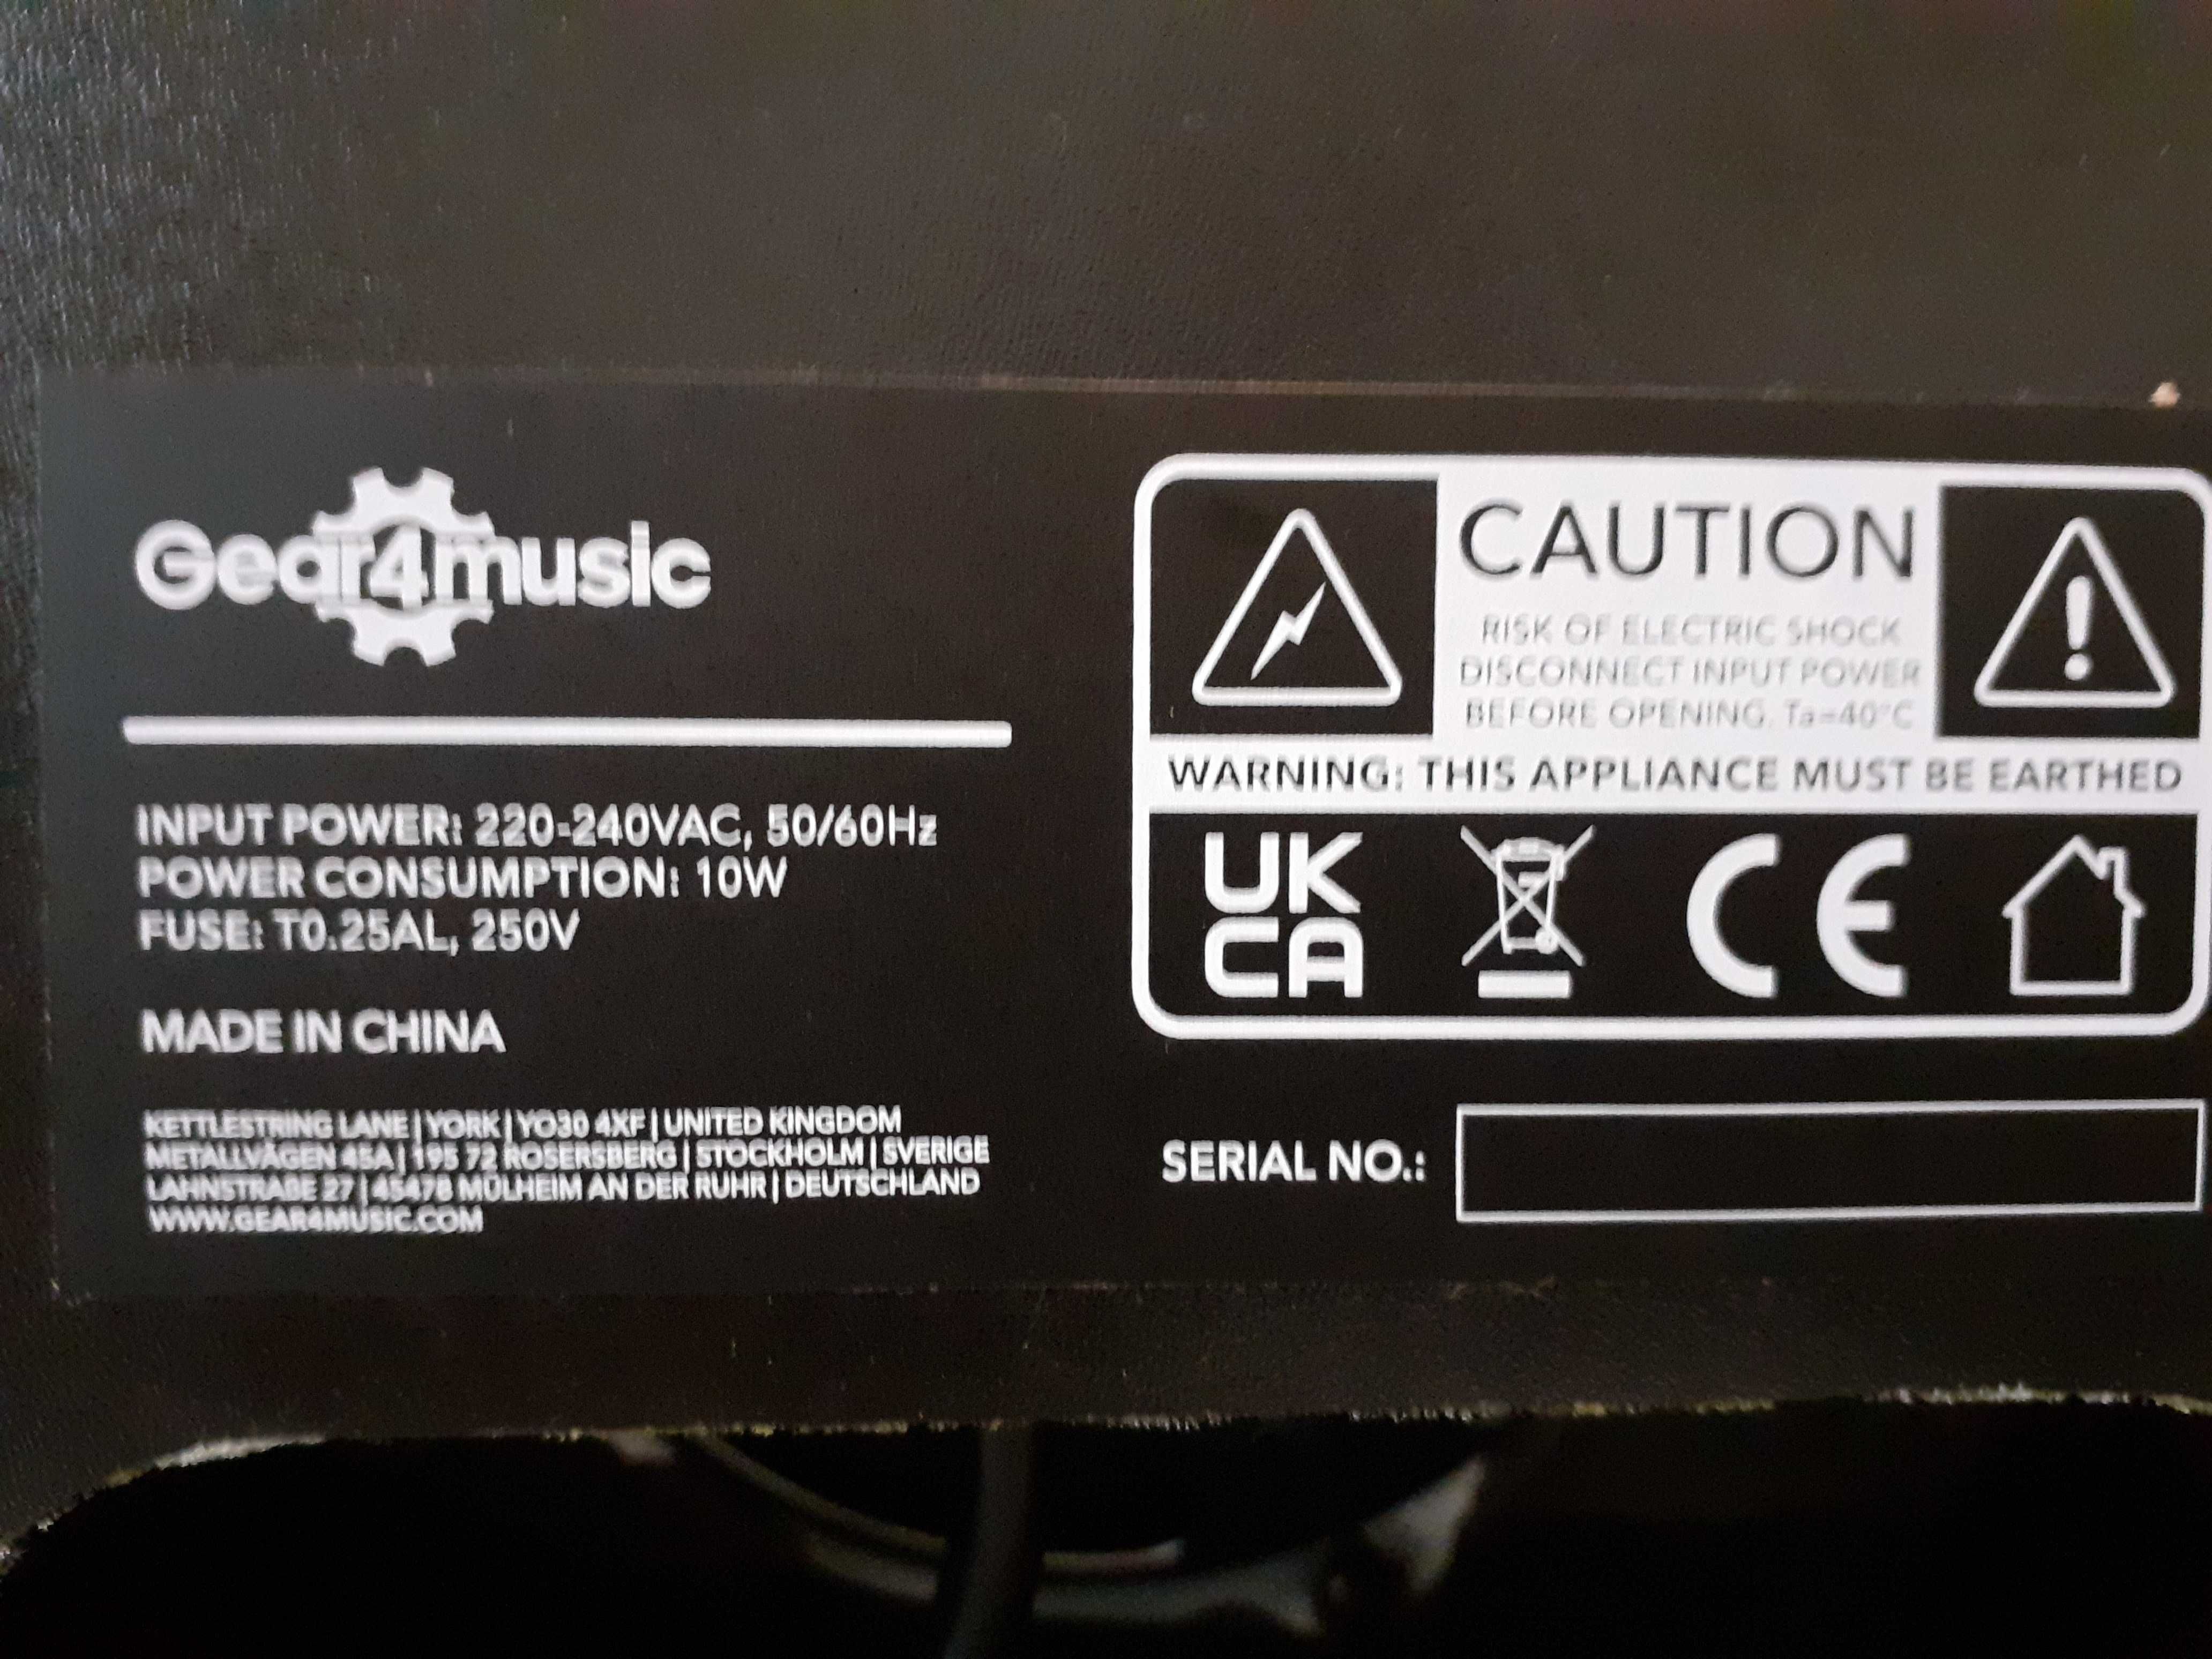 Gear4music
INPUT POWER: 220-240VAC, 50/60Hz
POWER CONSUMPTION: 10W
FUSE: T0.25AL, 250V
MADE IN CHINA
KETTLESTRING LANE | YORK | YO30 4XF | UNITED KINGDOM
METALLVÄGEN 45A | 195 72 ROSERSBERG | STOCKHOLM | SVERIGE
LAHNSTRAßE 27 | 45478 MÜLHEIM AN DER RUHR | DEUTSCHLAND
WWW.GEAR4MUSIC.COM
CAUTION
RISK OF ELECTRIC SHOCK
DISCONNECT INPUT POWER
BEFORE OPENING. Ta=40°C
WARNING: THIS APPLIANCE MUST BE EARTHED
UK
CA
CE
SERIAL NO.: